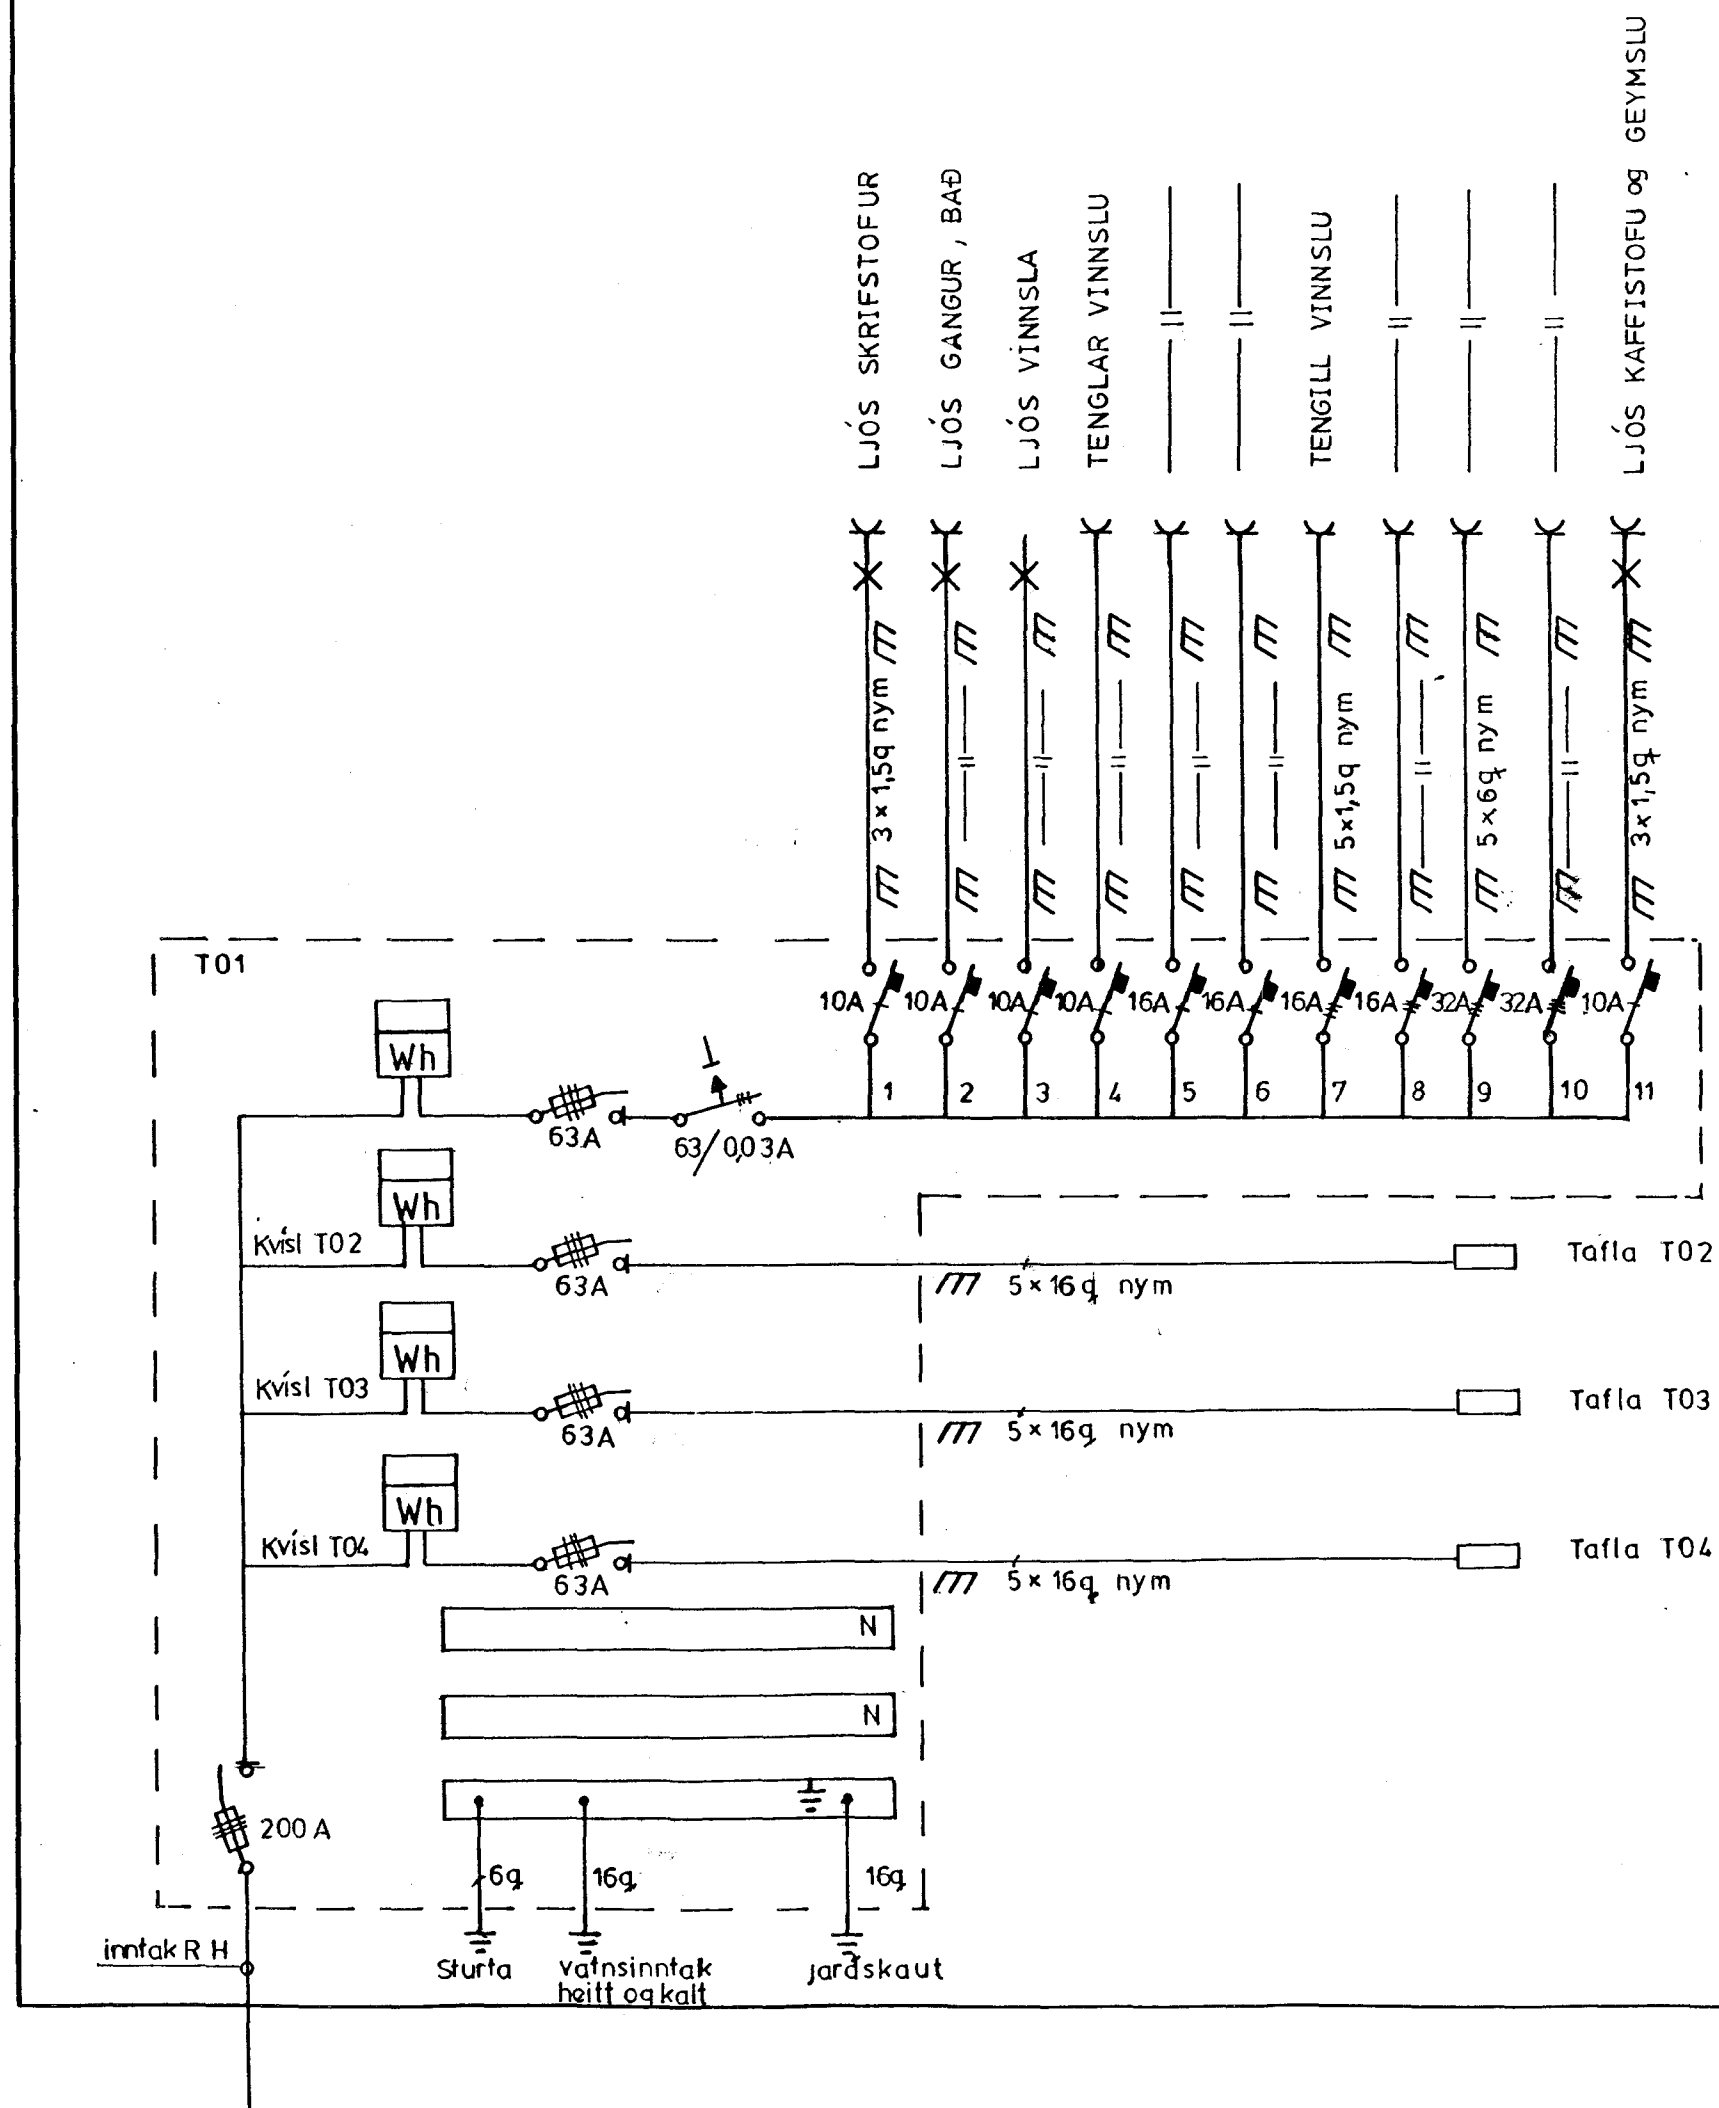 LJÓS SKRIFSTOFUR
LJÓS GANGUR, BAÐ
LJÓS VINNSLA
TENGLAR VINNSLU
TENGILL VINNSLU
LJÓS KAFFISTOFU og GEYMSLU
3 x 1,5q nym
5x1,5q nym
5 x 6q nym
3 x 1,5q nym
T01
10A 10A 10A 10A 16A 16A 16A 16A 32A 32A 10A
Wh
1 2 3 4 5 6 7 8 9 10 11
63A
63/0,03A
Wh
Kvísl T02
63A
5 x 16q nym
Tafla T02
Wh
Kvísl T03
63A
5 x 16q nym
Tafla T03
Wh
Kvísl T04
63A
5 x 16q nym
Tafla T04
N
N
200 A
6q
16q
16q
inntak R H
Sturta
vatnsinntak
heitt og kalt
jarðskaut